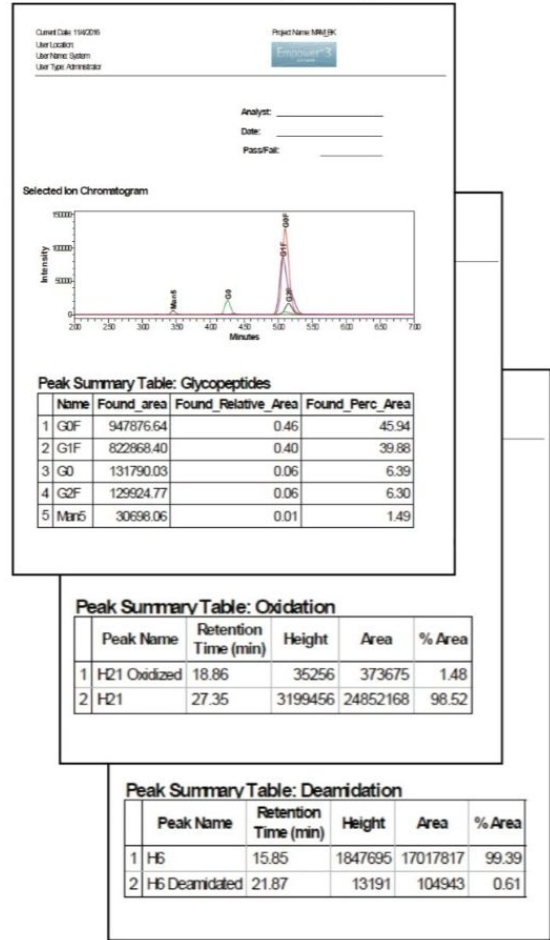 Current Date: 11/4/2016
Project Name: MAM_BK
User Location:
User Name: System
User Type: Administrator
Empower™ 3
Analyst:
Date:
Pass/Fail:
Selected Ion Chromatogram
Intensity
150000
100000
50000
0
Man5
G0
G1F
G0F
G2F
2.00 2.50 3.00 3.50 4.00 4.50 5.00 5.50 6.00 6.50 7.00
Minutes
Peak Summary Table: Glycopeptides
Name Found_area Found_Relative_Area Found_Perc_Area
1 G0F 947876.64 0.46 45.94
2 G1F 822868.40 0.40 39.88
3 G0 131790.03 0.06 6.39
4 G2F 129924.77 0.06 6.30
5 Man5 30698.06 0.01 1.49
Peak Summary Table: Oxidation
Peak Name Retention Time (min) Height Area % Area
1 H21 Oxidized 18.86 35256 373675 1.48
2 H21 27.35 3199456 24852168 98.52
Peak Summary Table: Deamidation
Peak Name Retention Time (min) Height Area % Area
1 H6 15.85 1847695 17017817 99.39
2 H6 Deamidated 21.87 13191 104943 0.61